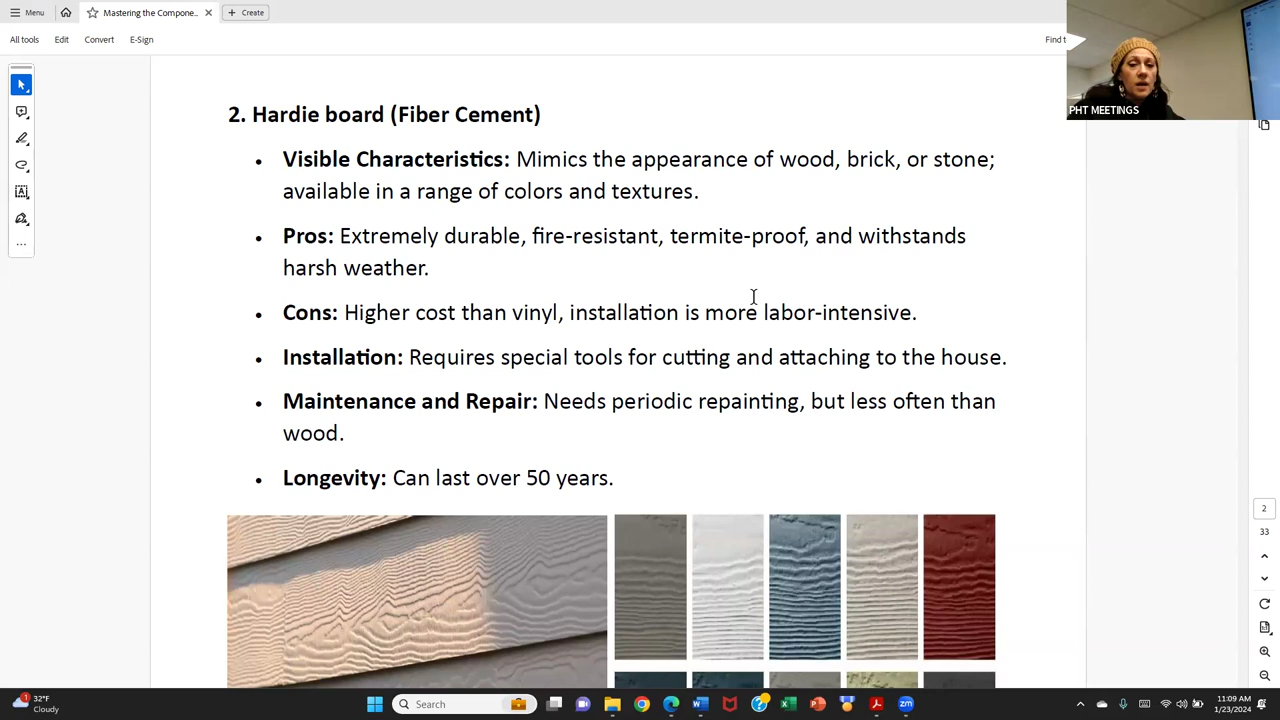 Menu
Mastering the Compone...
Create
All tools
Edit
Convert
E-Sign
Find t
PHT MEETINGS
2. Hardie board (Fiber Cement)
• Visible Characteristics: Mimics the appearance of wood, brick, or stone;
available in a range of colors and textures.
• Pros: Extremely durable, fire-resistant, termite-proof, and withstands
harsh weather.
• Cons: Higher cost than vinyl, installation is more labor-intensive.
• Installation: Requires special tools for cutting and attaching to the house.
• Maintenance and Repair: Needs periodic repainting, but less often than
wood.
• Longevity: Can last over 50 years.
2
33
1
32°F
Cloudy
Search
11:09 AM
1/23/2024